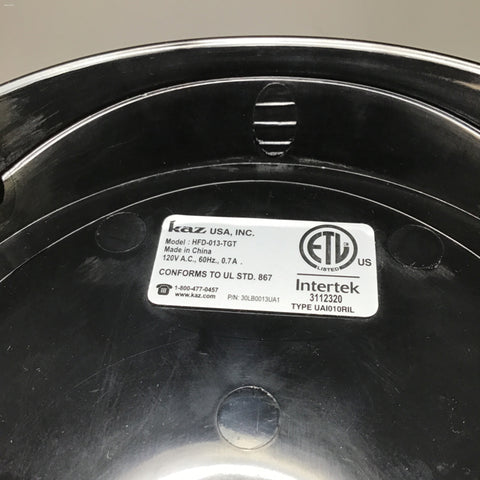 kaz USA, INC.
Model : HFD-013-TGT
Made in China
120V A.C., 60Hz., 0.7A .
CONFORMS TO UL STD. 867
1-800-477-0457
www.kaz.com
P/N: 30LB0013UA1
ETL
LISTED
US
Intertek
3112320
TYPE UAI010RIL